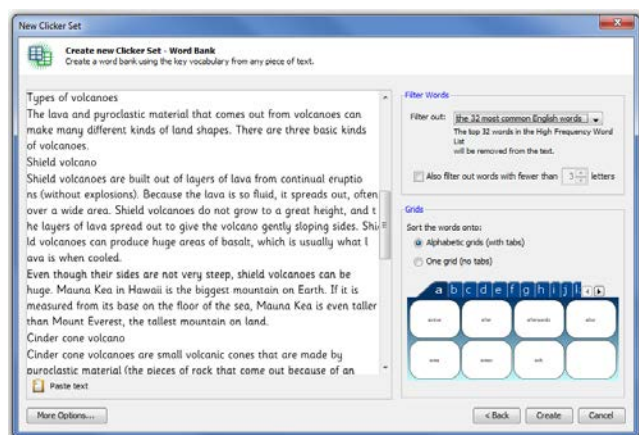 New Clicker Set
Create new Clicker Set - Word Bank
Create a word bank using the key vocabulary from any piece of text.
Types of volcanoes
The lava and pyroclastic material that comes out from volcanoes can
make many different kinds of land shapes. There are three basic kinds
of volcanoes.
Shield volcano
Shield volcanoes are built out of layers of lava from continual eruptio
ns (without explosions). Because the lava is so fluid, it spreads out, often
over a wide area. Shield volcanoes do not grow to a great height, and t
he layers of lava spread out to give the volcano gently sloping sides. Shi
ld volcanoes can produce huge areas of basalt, which is usually what l
ava is when cooled.
Even though their sides are not very steep, shield volcanoes can be
huge. Mauna Kea in Hawaii is the biggest mountain on Earth. If it is
measured from its base on the floor of the sea, Mauna Kea is even taller
than Mount Everest, the tallest mountain on land.
Cinder cone volcano
Cinder cone volcanoes are small volcanic cones that are made by
pyroclastic material (the pieces of rock that come out because of an
Paste text
Filter Words
Filter out: the 32 most common English words
The top 32 words in the High Frequency Word
List
will be removed from the text.
Also filter out words with fewer than 3 letters
Grids
Sort the words onto:
Alphabetic grids (with tabs)
One grid (no tabs)
a b c d e f g h i j k
active after afterwards also
area areas ash
More Options...
< Back Create Cancel